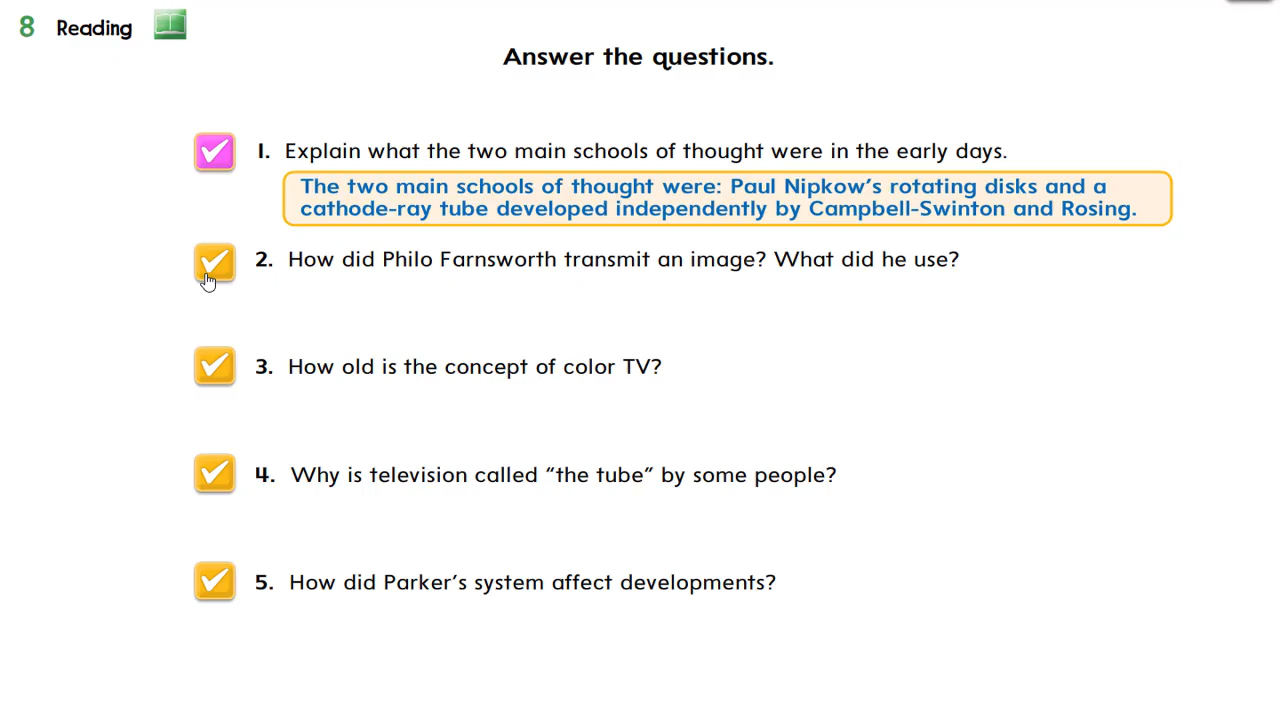 8 Reading
Answer the questions.
1. Explain what the two main schools of thought were in the early days.
The two main schools of thought were: Paul Nipkow's rotating disks and a
cathode-ray tube developed independently by Campbell-Swinton and Rosing.
2. How did Philo Farnsworth transmit an image? What did he use?
3. How old is the concept of color TV?
4. Why is television called “the tube” by some people?
5. How did Parker's system affect developments?